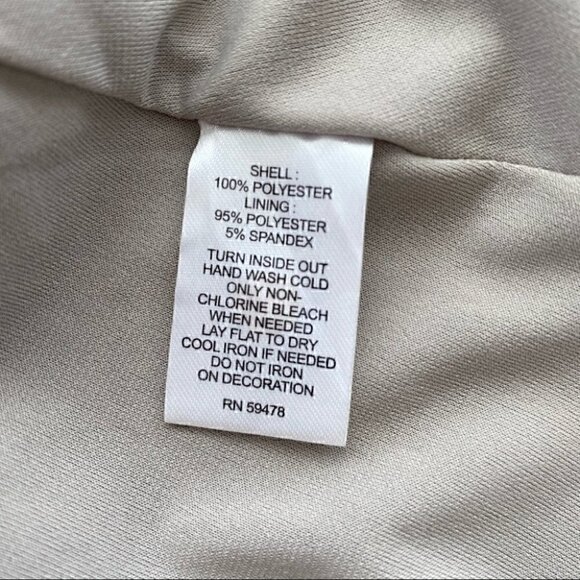 SHELL :
100% POLYESTER
LINING :
95% POLYESTER
5% SPANDEX
TURN INSIDE OUT
HAND WASH COLD
ONLY NON-
CHLORINE BLEACH
WHEN NEEDED
LAY FLAT TO DRY
COOL IRON IF NEEDED
DO NOT IRON
ON DECORATION
RN 59478